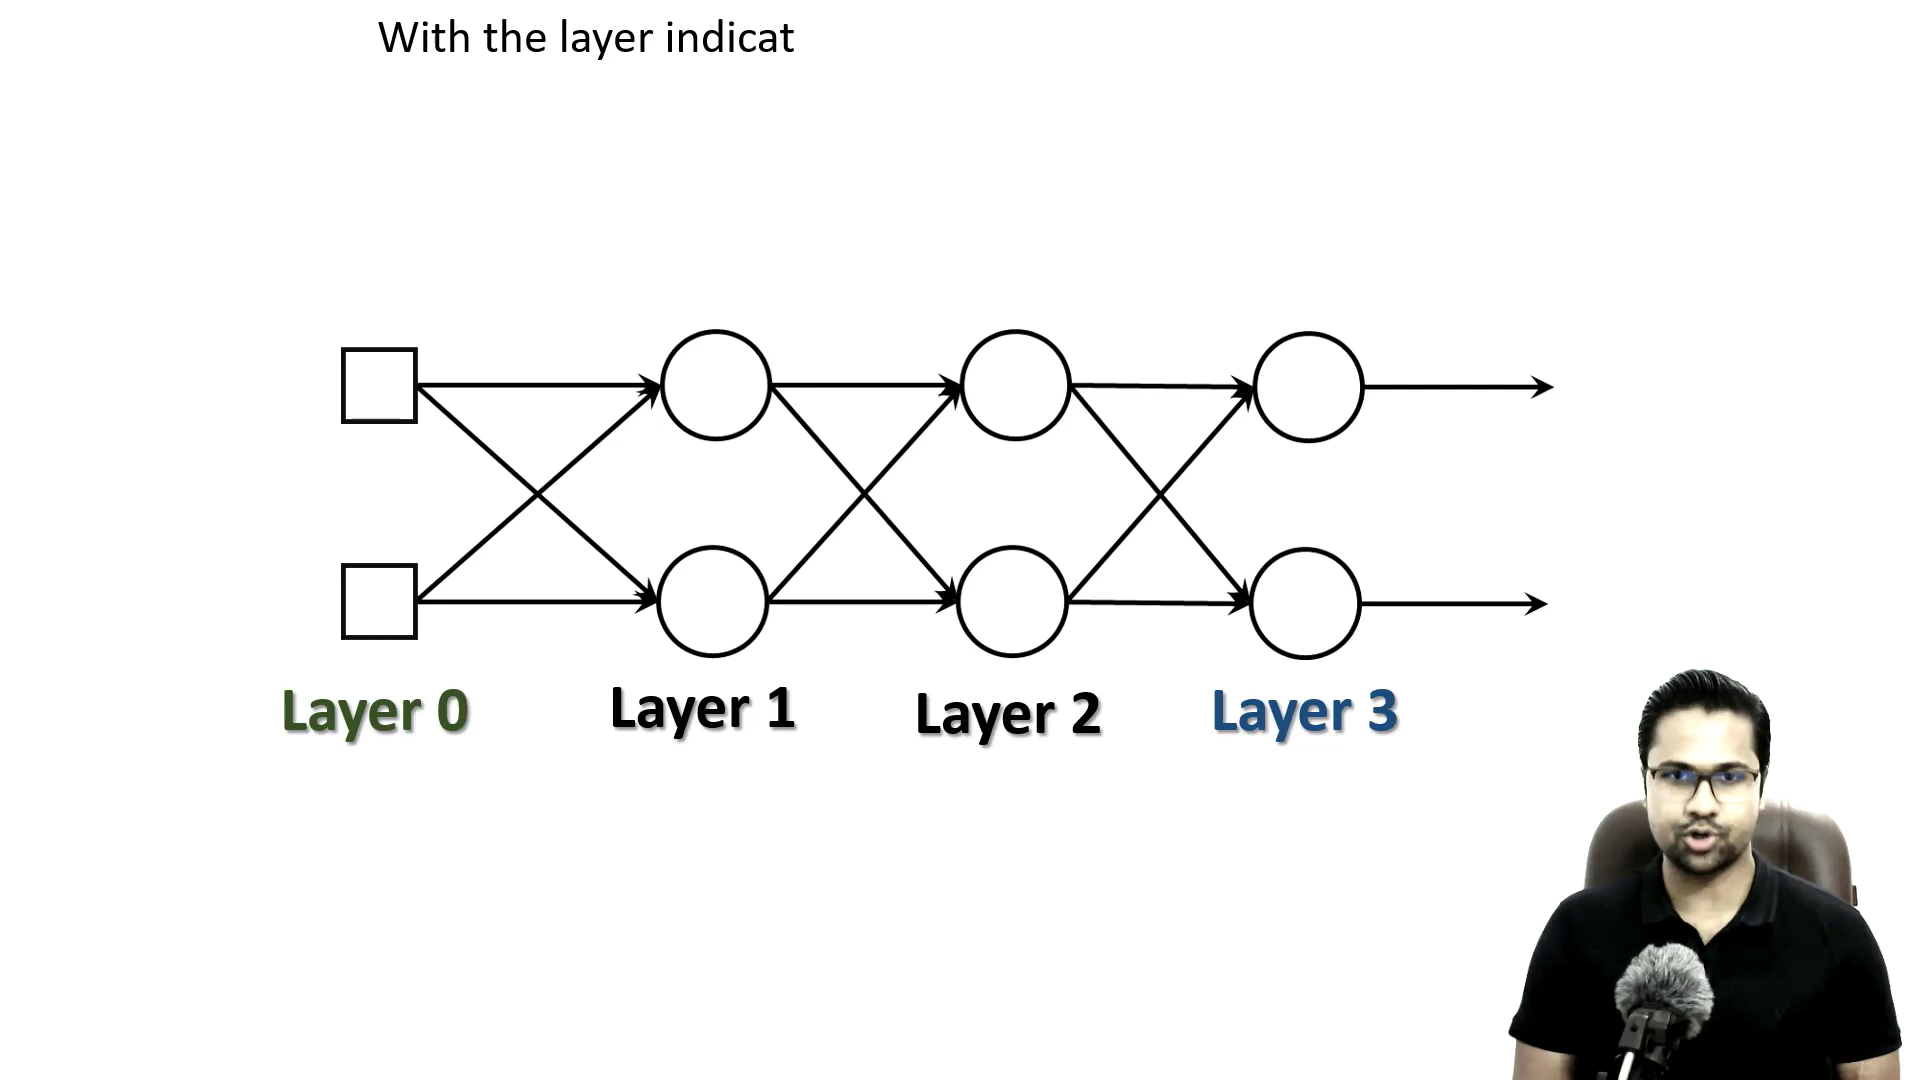 With the layer indicat
Layer 0
Layer 1
Layer 2
Layer 3